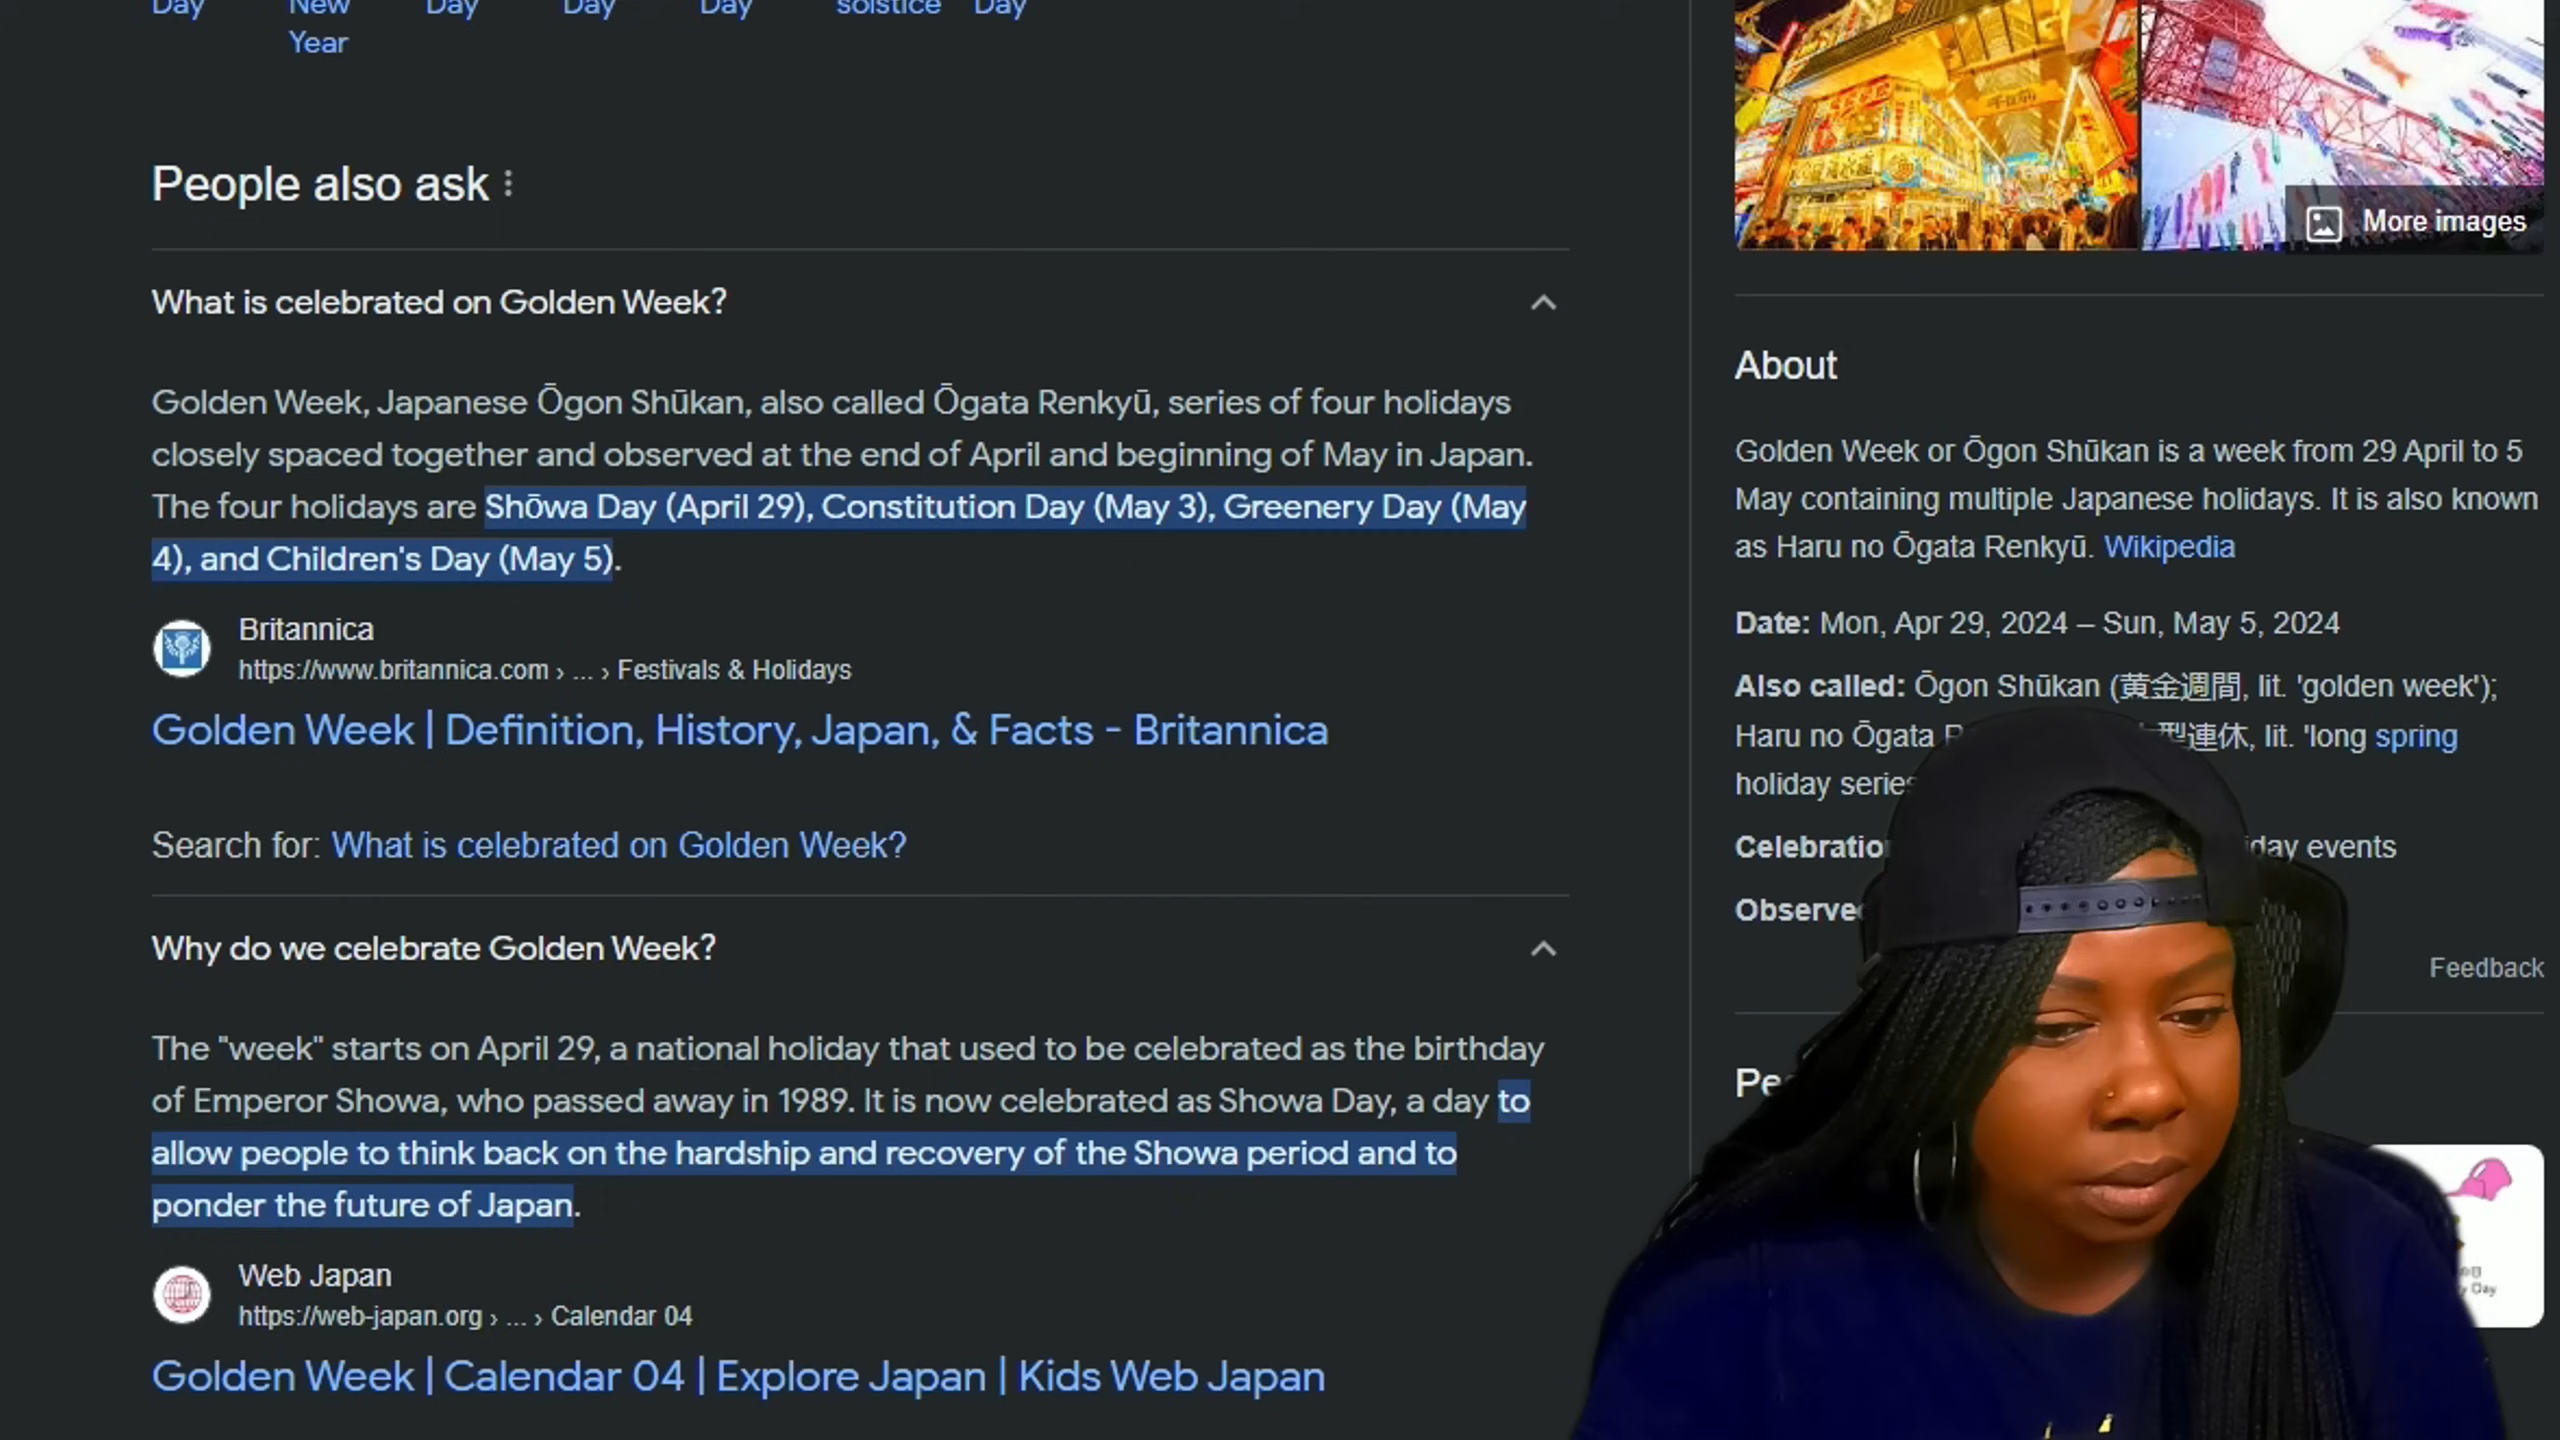 Day New Day Day Day solstice Day
Year
People also ask
What is celebrated on Golden Week?
Golden Week, Japanese Ōgon Shūkan, also called Ōgata Renkyū, series of four holidays
closely spaced together and observed at the end of April and beginning of May in Japan.
The four holidays are Shōwa Day (April 29), Constitution Day (May 3), Greenery Day (May
4), and Children's Day (May 5).
Britannica
https://www.britannica.com › ... › Festivals & Holidays
Golden Week | Definition, History, Japan, & Facts - Britannica
Search for: What is celebrated on Golden Week?
Why do we celebrate Golden Week?
The "week" starts on April 29, a national holiday that used to be celebrated as the birthday
of Emperor Showa, who passed away in 1989. It is now celebrated as Showa Day, a day to
allow people to think back on the hardship and recovery of the Showa period and to
ponder the future of Japan.
Web Japan
https://web-japan.org › ... › Calendar 04
Golden Week | Calendar 04 | Explore Japan | Kids Web Japan
More images
About
Golden Week or Ōgon Shūkan is a week from 29 April to 5
May containing multiple Japanese holidays. It is also known
as Haru no Ōgata Renkyū. Wikipedia
Date: Mon, Apr 29, 2024 – Sun, May 5, 2024
Also called: Ōgon Shūkan (黄金週間, lit. 'golden week');
Haru no Ōgata 型連休, lit. 'long spring
holiday series
Celebration events
Observed
Feedback
Day